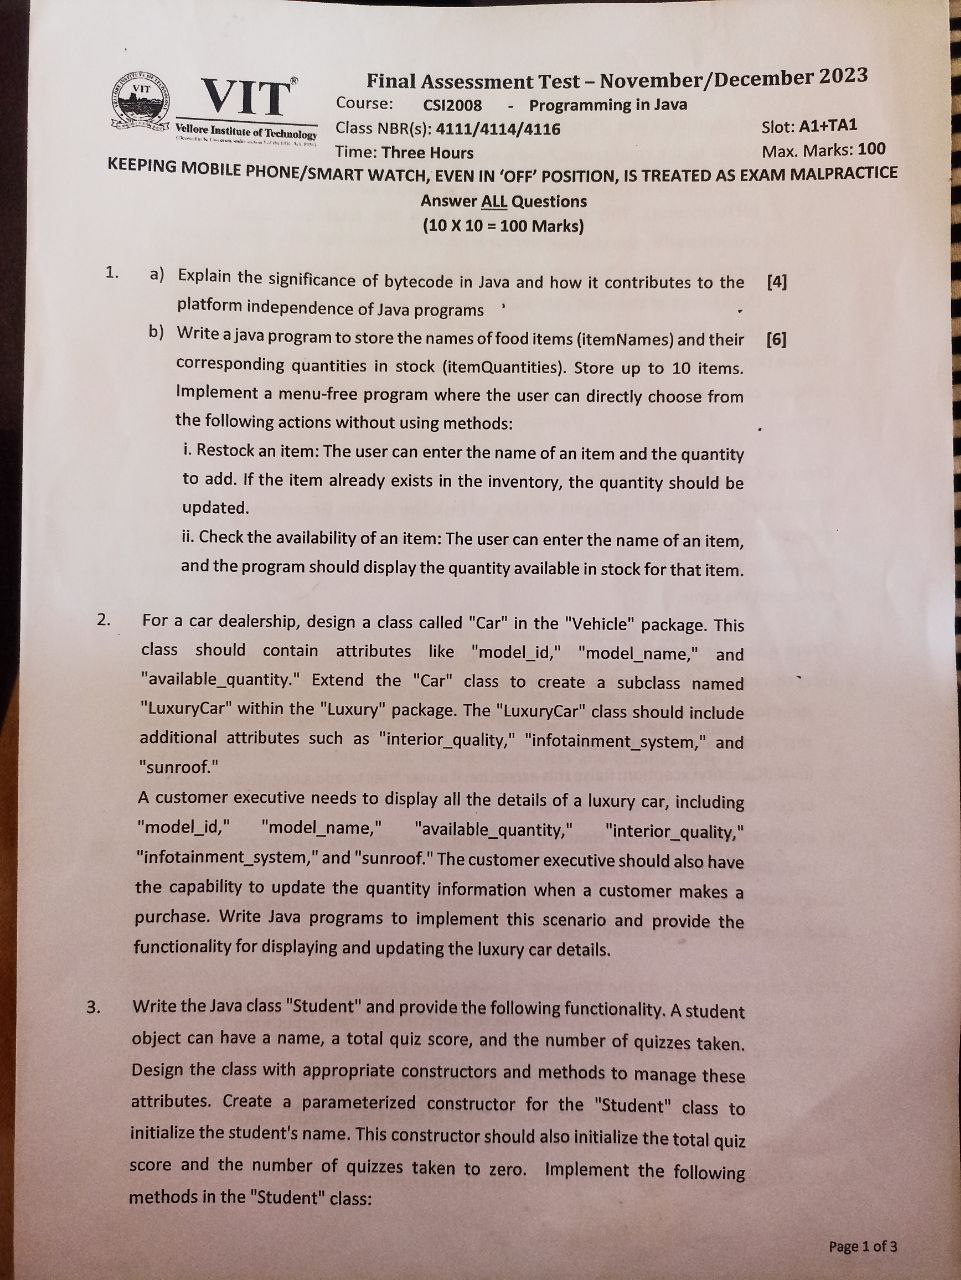 VIT
VIT®
Vellore Institute of Technology
Final Assessment Test – November/December 2023
Course: CSI2008 - Programming in Java
Class NBR(s): 4111/4114/4116 Slot: A1+TA1
Time: Three Hours Max. Marks: 100
KEEPING MOBILE PHONE/SMART WATCH, EVEN IN ‘OFF’ POSITION, IS TREATED AS EXAM MALPRACTICE
Answer ALL Questions
(10 X 10 = 100 Marks)
1. a) Explain the significance of bytecode in Java and how it contributes to the [4]
platform independence of Java programs
b) Write a java program to store the names of food items (itemNames) and their [6]
corresponding quantities in stock (itemQuantities). Store up to 10 items.
Implement a menu-free program where the user can directly choose from
the following actions without using methods:
i. Restock an item: The user can enter the name of an item and the quantity
to add. If the item already exists in the inventory, the quantity should be
updated.
ii. Check the availability of an item: The user can enter the name of an item,
and the program should display the quantity available in stock for that item.
2. For a car dealership, design a class called "Car" in the "Vehicle" package. This
class should contain attributes like "model_id," "model_name," and
"available_quantity." Extend the "Car" class to create a subclass named
"LuxuryCar" within the "Luxury" package. The "LuxuryCar" class should include
additional attributes such as "interior_quality," "infotainment_system," and
"sunroof."
A customer executive needs to display all the details of a luxury car, including
"model_id," "model_name," "available_quantity," "interior_quality,"
"infotainment_system," and "sunroof." The customer executive should also have
the capability to update the quantity information when a customer makes a
purchase. Write Java programs to implement this scenario and provide the
functionality for displaying and updating the luxury car details.
3. Write the Java class "Student" and provide the following functionality. A student
object can have a name, a total quiz score, and the number of quizzes taken.
Design the class with appropriate constructors and methods to manage these
attributes. Create a parameterized constructor for the "Student" class to
initialize the student's name. This constructor should also initialize the total quiz
score and the number of quizzes taken to zero. Implement the following
methods in the "Student" class:
Page 1 of 3